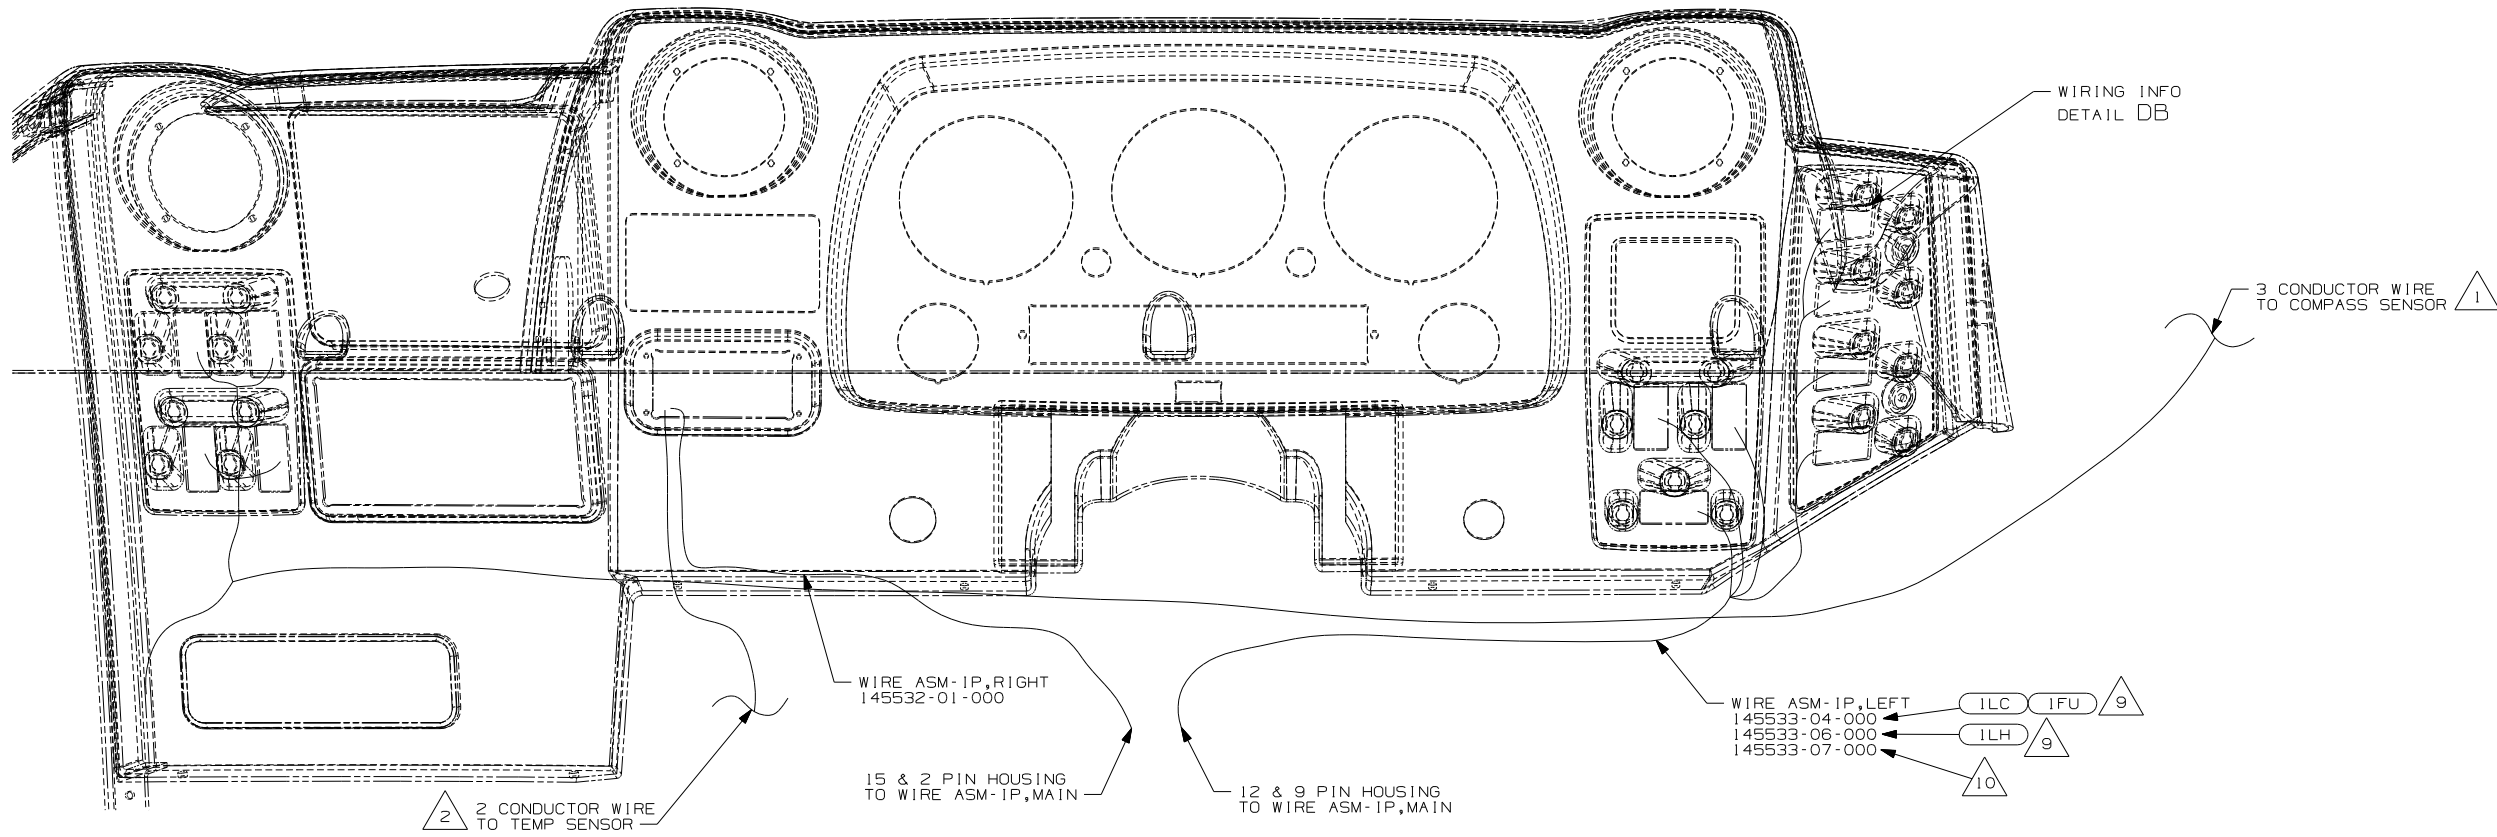 WIRING INFO
DETAIL DB
3 CONDUCTOR WIRE
TO COMPASS SENSOR
1
WIRE ASM-IP,RIGHT
145532-01-000
WIRE ASM-IP,LEFT
145533-04-000
145533-06-000
145533-07-000
1LC
1FU
9
1LH
9
10
15 & 2 PIN HOUSING
TO WIRE ASM-IP,MAIN
12 & 9 PIN HOUSING
TO WIRE ASM-IP,MAIN
2
2 CONDUCTOR WIRE
TO TEMP SENSOR